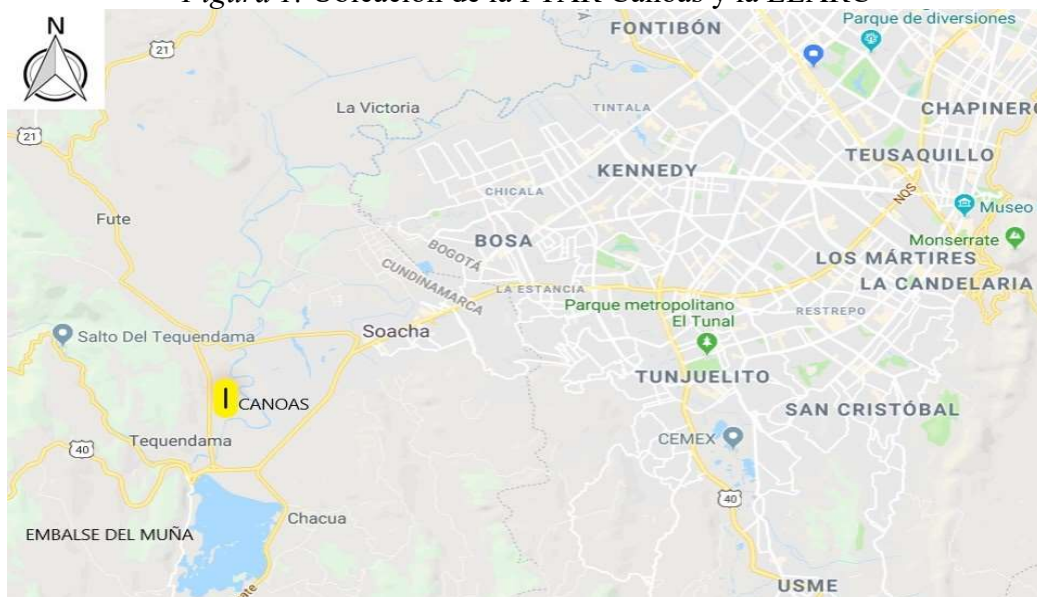 Figura 1. Ubicación de la PTAR Canoas y la EEARC
N
21
FONTIBÓN
Parque de diversiones
La Victoria
TINTALA
CHAPINERO
21
TEUSAQUILLO
KENNEDY
CHICALA
NQS
Museo
Fute
BOSA
BOGOTÁ
Monserrate
LOS MÁRTIRES
CUNDINAMARCA
LA ESTANCIA
LA CANDELARIA
Parque metropolitano
El Tunal
RESTREPO
Soacha
Salto Del Tequendama
TUNJUELITO
CANOAS
SAN CRISTÓBAL
CEMEX
Tequendama
40
40
Chacua
EMBALSE DEL MUÑA
USME